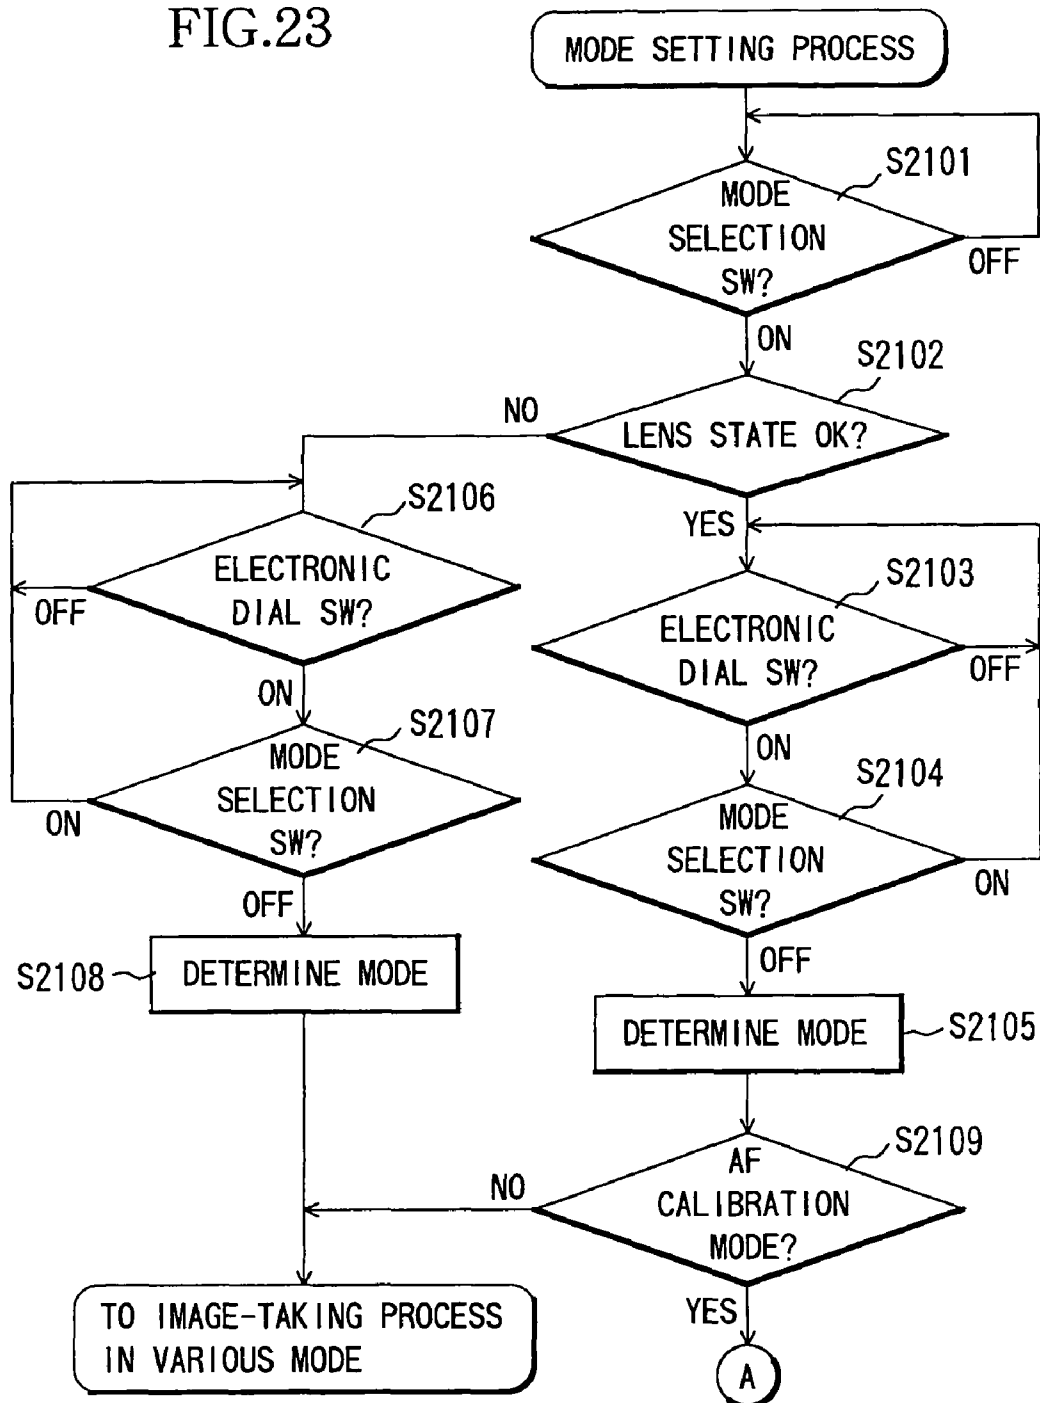 FIG.23
MODE SETTING PROCESS
S2101
MODE
SELECTION
SW?
OFF
ON
S2102
NO
LENS STATE OK?
YES
S2106
ELECTRONIC
DIAL SW?
OFF
ON
S2103
ELECTRONIC
DIAL SW?
OFF
ON
S2107
MODE
SELECTION
SW?
ON
OFF
S2104
MODE
SELECTION
SW?
ON
OFF
S2108
DETERMINE MODE
DETERMINE MODE
S2105
S2109
AF
CALIBRATION
MODE?
NO
YES
TO IMAGE-TAKING PROCESS
IN VARIOUS MODE
A